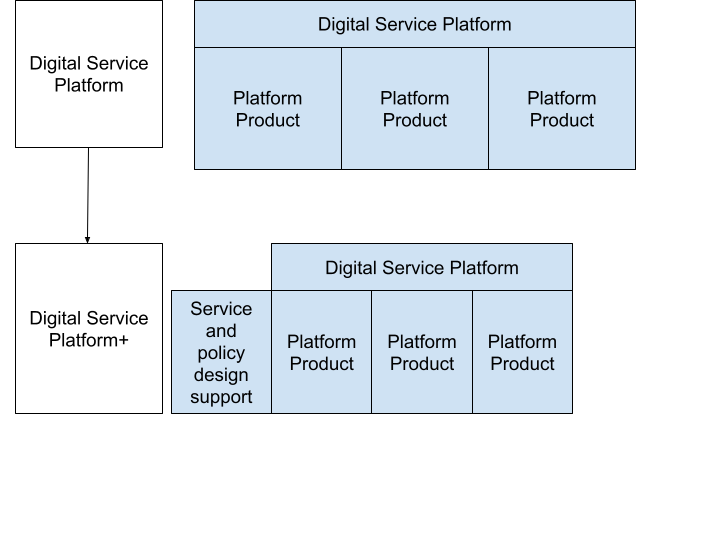 Digital Service
Platform
Digital Service Platform
Platform
Product
Platform
Product
Platform
Product
Digital Service
Platform+
Digital Service Platform
Service
and
policy
design
support
Platform
Product
Platform
Product
Platform
Product